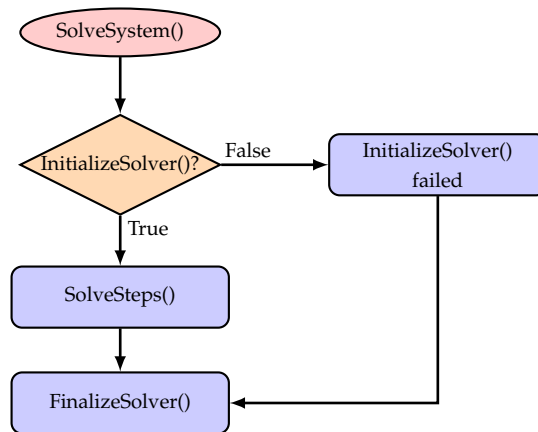 SolveSystem()
InitializeSolver()?
False
InitializeSolver()
failed
True
SolveSteps()
FinalizeSolver()